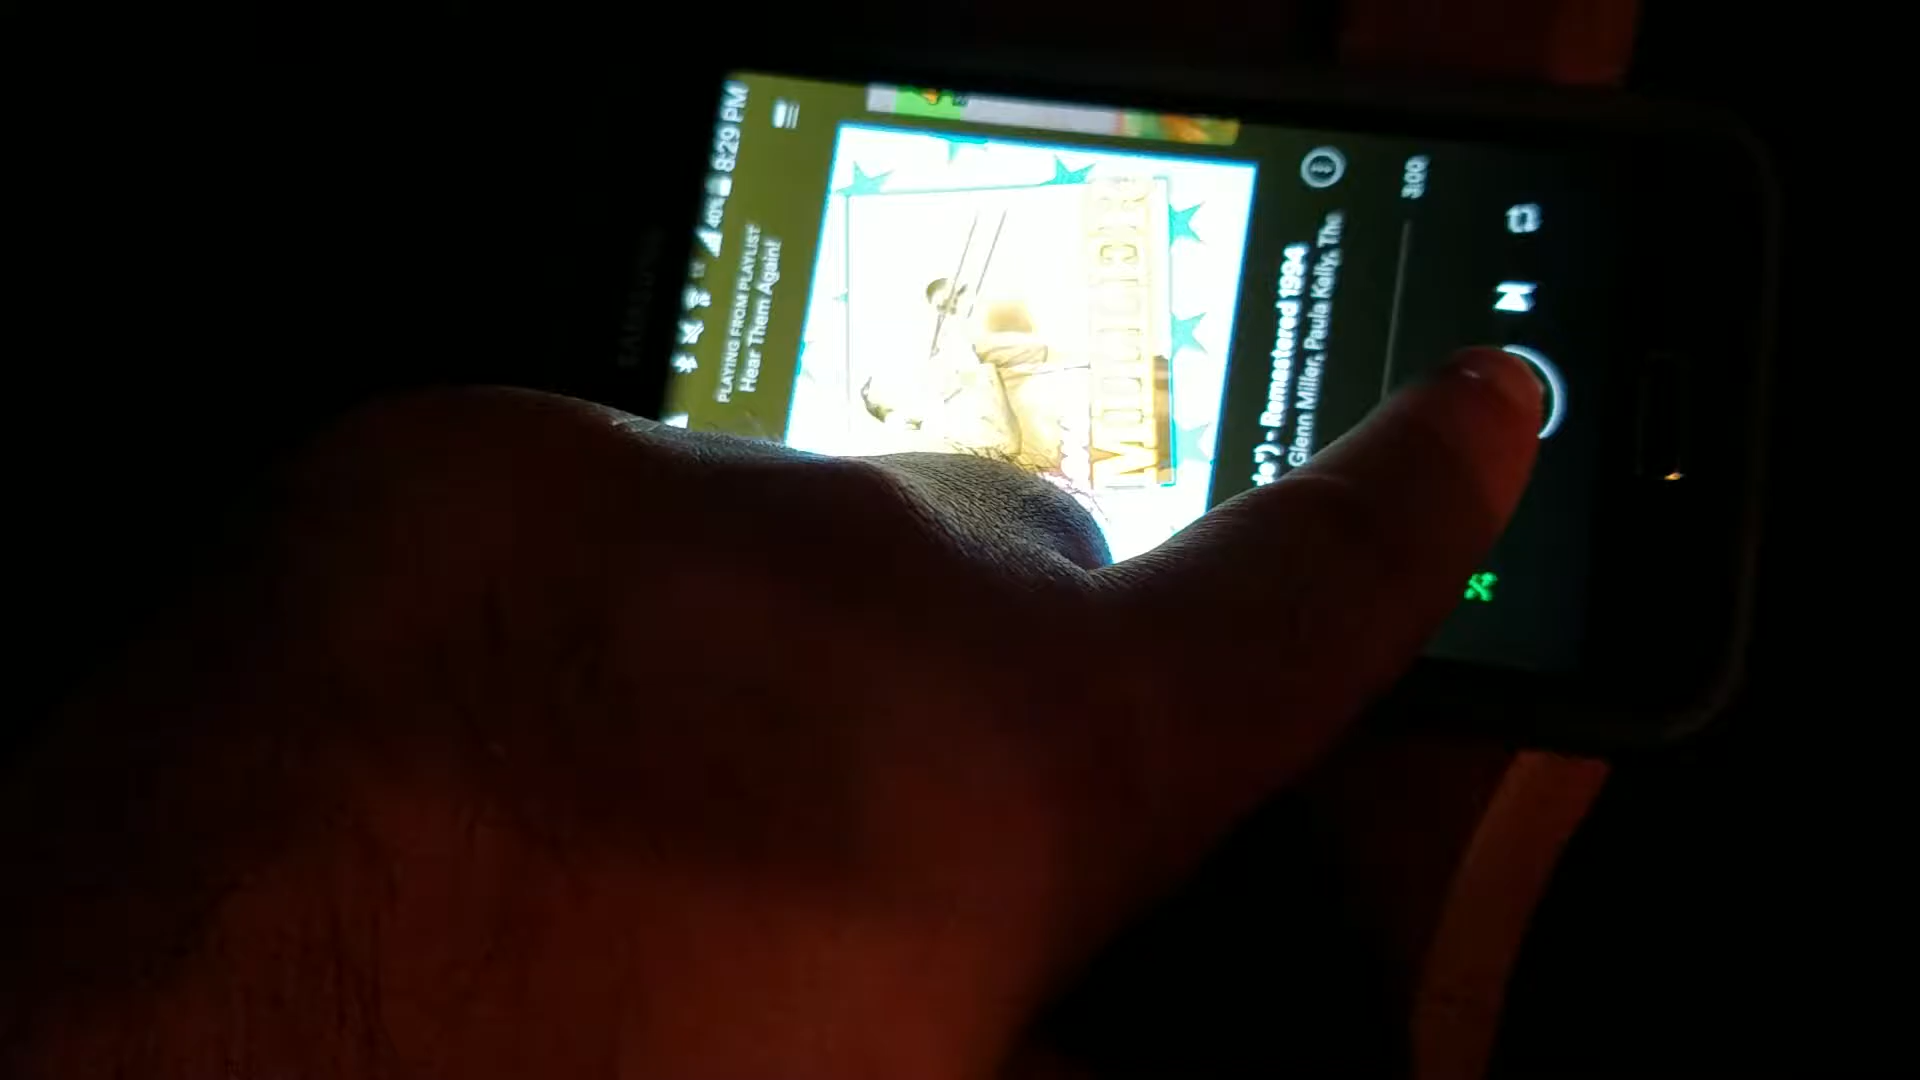 SAMSUNG
40% 8:29 PM
PLAYING FROM PLAYLIST
Hear Them Again!
MILLER
") - Remastered 1994
Glenn Miller, Paula Kelly, The
3:00